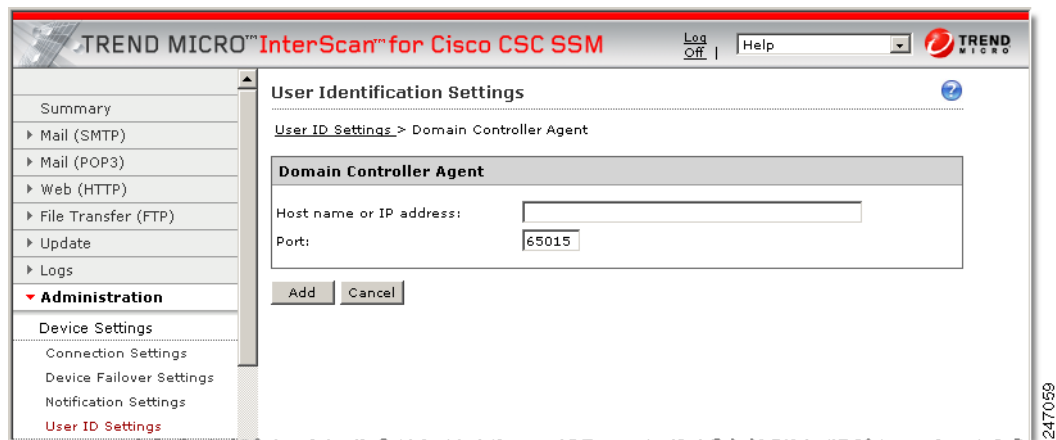 TREND MICRO™ InterScan™ for Cisco CSC SSM
Log Off |
Help
TREND MICRO
Summary
Mail (SMTP)
Mail (POP3)
Web (HTTP)
File Transfer (FTP)
Update
Logs
Administration
Device Settings
Connection Settings
Device Failover Settings
Notification Settings
User ID Settings
User Identification Settings
?
User ID Settings > Domain Controller Agent
Domain Controller Agent
Host name or IP address:
Port: 65015
Add Cancel
247059